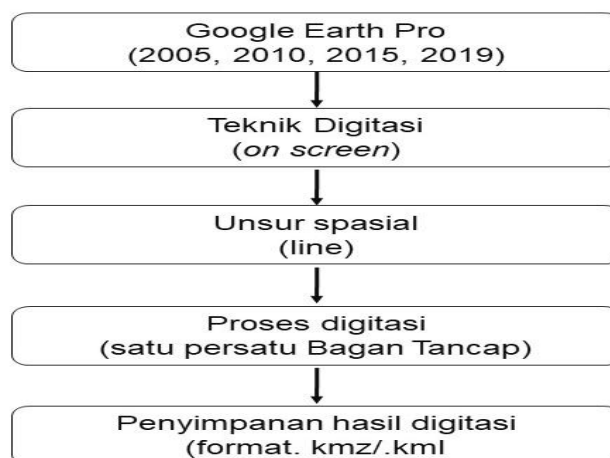 Google Earth Pro
(2005, 2010, 2015, 2019)
Teknik Digitasi
(on screen)
Unsur spasial
(line)
Proses digitasi
(satu persatu Bagan Tancap)
Penyimpanan hasil digitasi
(format. kmz/.kml